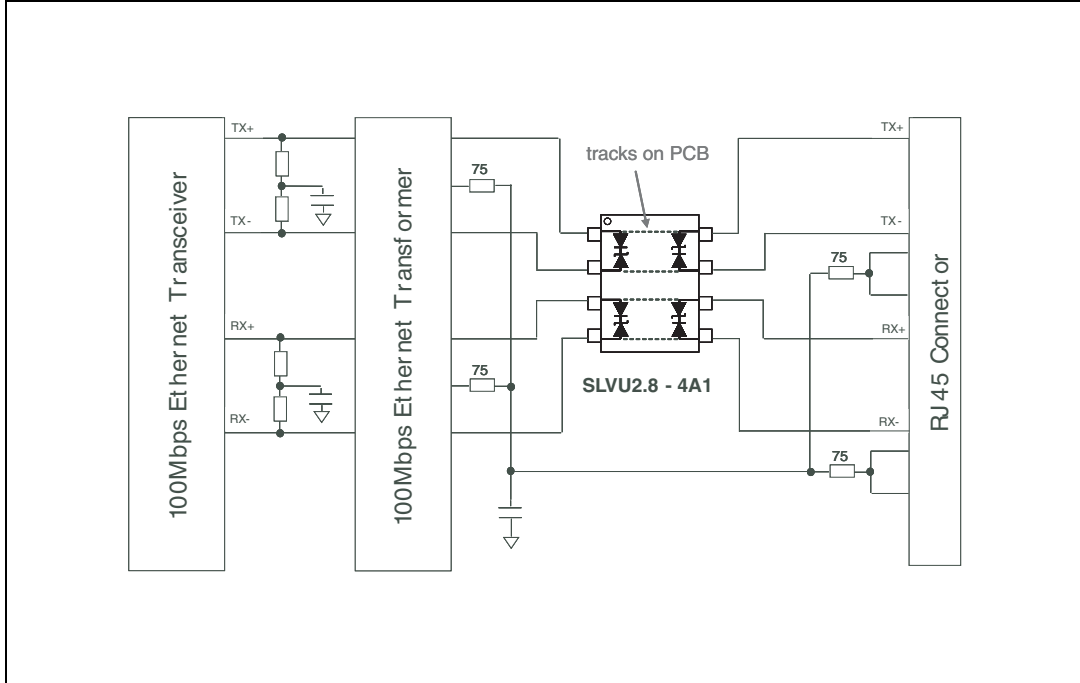 100Mbps Ethernet Transceiver
TX+
TX-
RX+
RX-
100Mbps Ethernet Transformer
75
75
tracks on PCB
SLVU2.8 - 4A1
TX+
TX-
75
RX+
RX-
75
RJ45 Connector